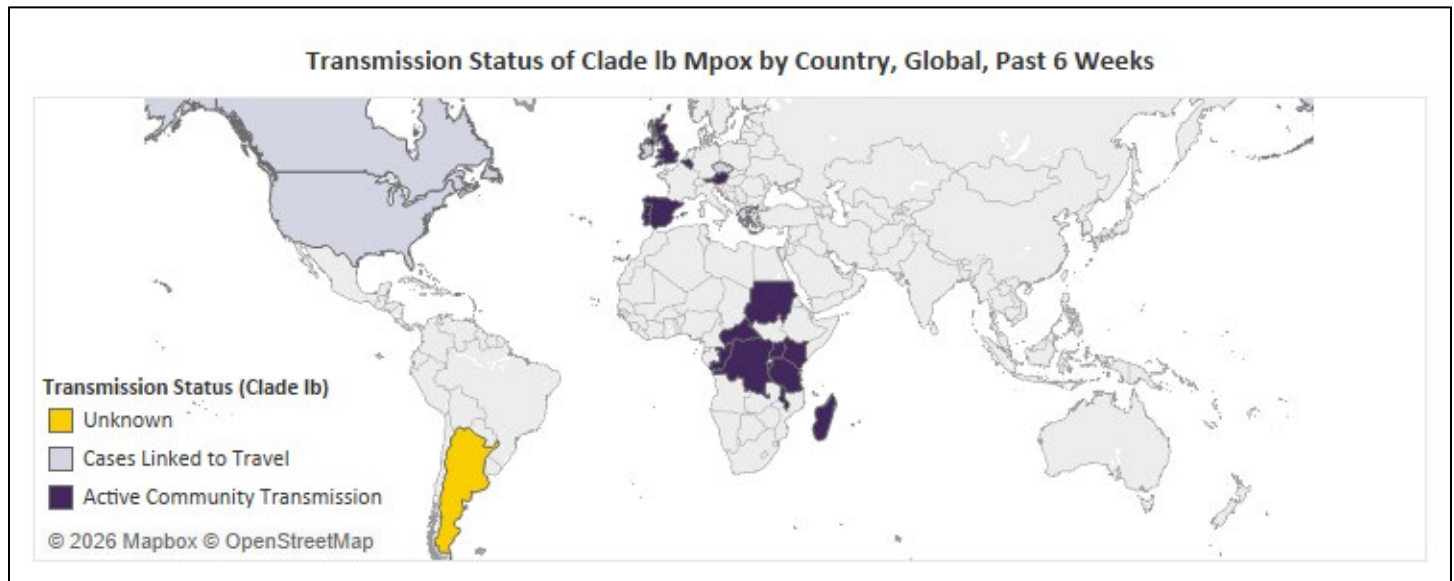 Transmission Status of Clade lb Mpox by Country, Global, Past 6 Weeks
Transmission Status (Clade lb)
Unknown
Cases Linked to Travel
Active Community Transmission
© 2026 Mapbox © OpenStreetMap